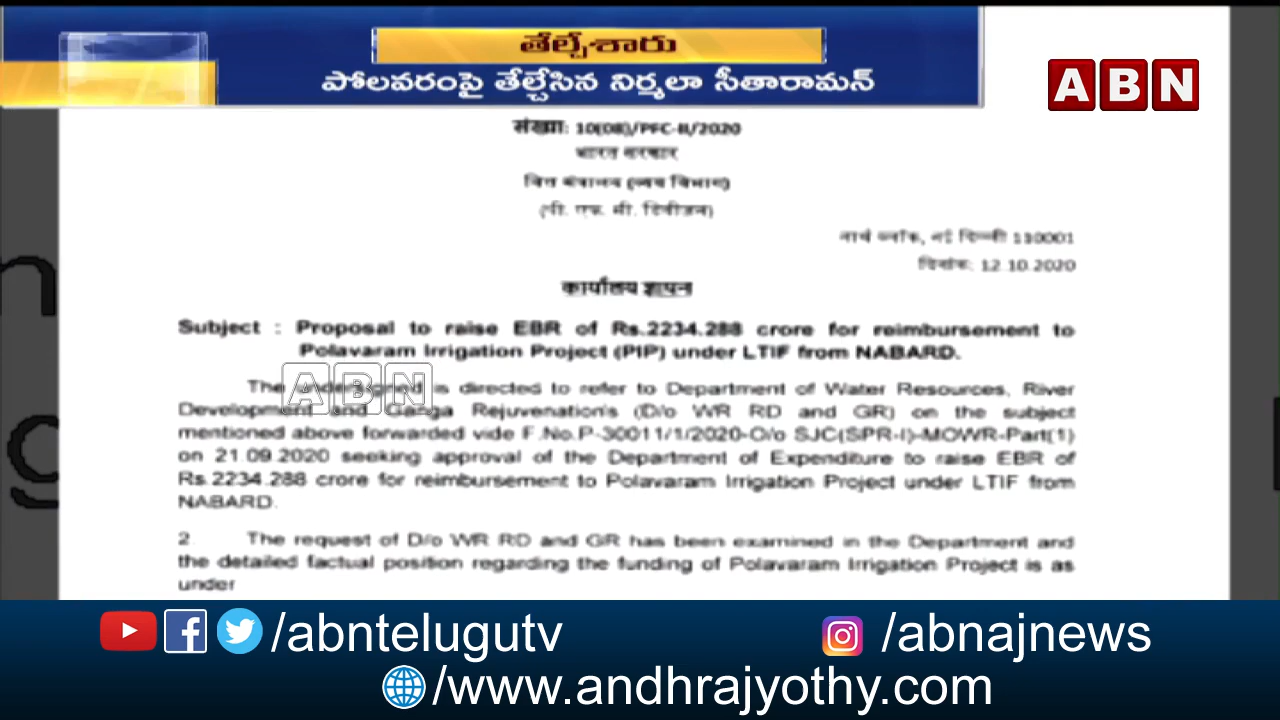 తేల్చేశారు
పోలవరంపై తేల్చేసిన నిర్మలా సీతారామన్
ABN
संख्या: 10(08)/PFC-II/2020
भारत सरकार
वित्त मंत्रालय (व्यय विभाग)
(पी. एफ. सी. डिवीजन)
नार्थ ब्लॉक, नई दिल्ली 110001
दिनांक: 12.10.2020
कार्यालय ज्ञापन
Subject : Proposal to raise EBR of Rs.2234.288 crore for reimbursement to
Polavaram Irrigation Project (PIP) under LTIF from NABARD.
ABN
The undersigned is directed to refer to Department of Water Resources, River
Development and Ganga Rejuvenation's (D/o WR RD and GR) on the subject
mentioned above forwarded vide F.No.P-30011/1/2020-O/o SJC(SPR-I)-MOWR-Part(1)
on 21.09.2020 seeking approval of the Department of Expenditure to raise EBR of
Rs.2234.288 crore for reimbursement to Polavaram Irrigation Project under LTIF from
NABARD.
2. The request of D/o WR RD and GR has been examined in the Department and
the detailed factual position regarding the funding of Polavaram Irrigation Project is as
under
/abntelugutv
/abnajnews
/www.andhrajyothy.com